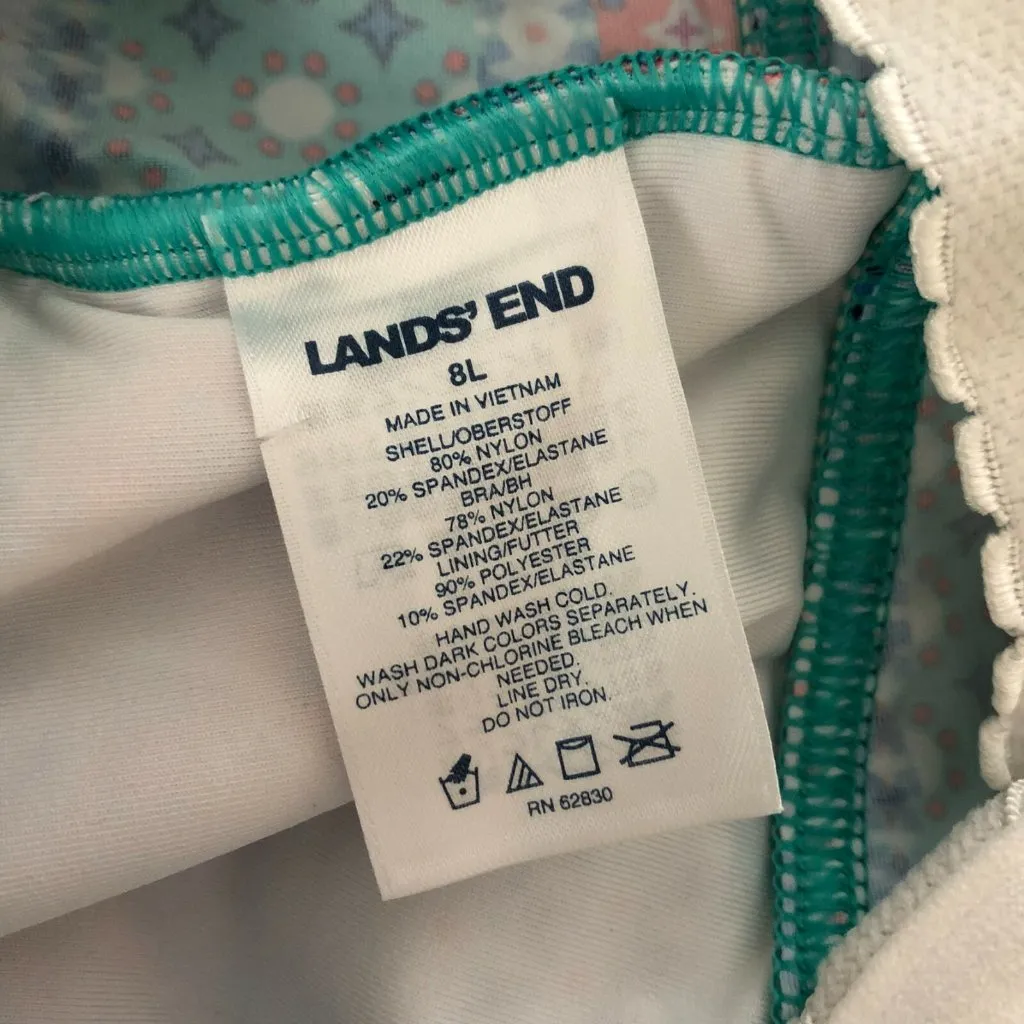 LANDS' END
8L
MADE IN VIETNAM
SHELL/OBERSTOFF
80% NYLON
20% SPANDEX/ELASTANE
BRA/BH
78% NYLON
22% SPANDEX/ELASTANE
LINING/FUTTER
90% POLYESTER
10% SPANDEX/ELASTANE
HAND WASH COLD.
WASH DARK COLORS SEPARATELY.
ONLY NON-CHLORINE BLEACH WHEN
NEEDED.
LINE DRY.
DO NOT IRON.
RN 62830